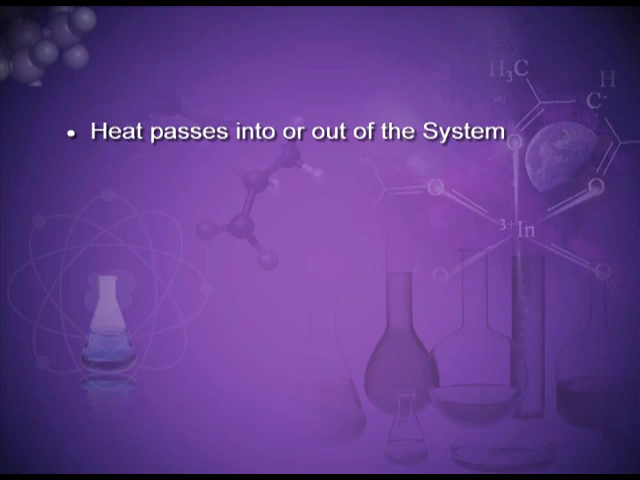 • Heat passes into or out of the System
H₃C
H
C
³⁺In